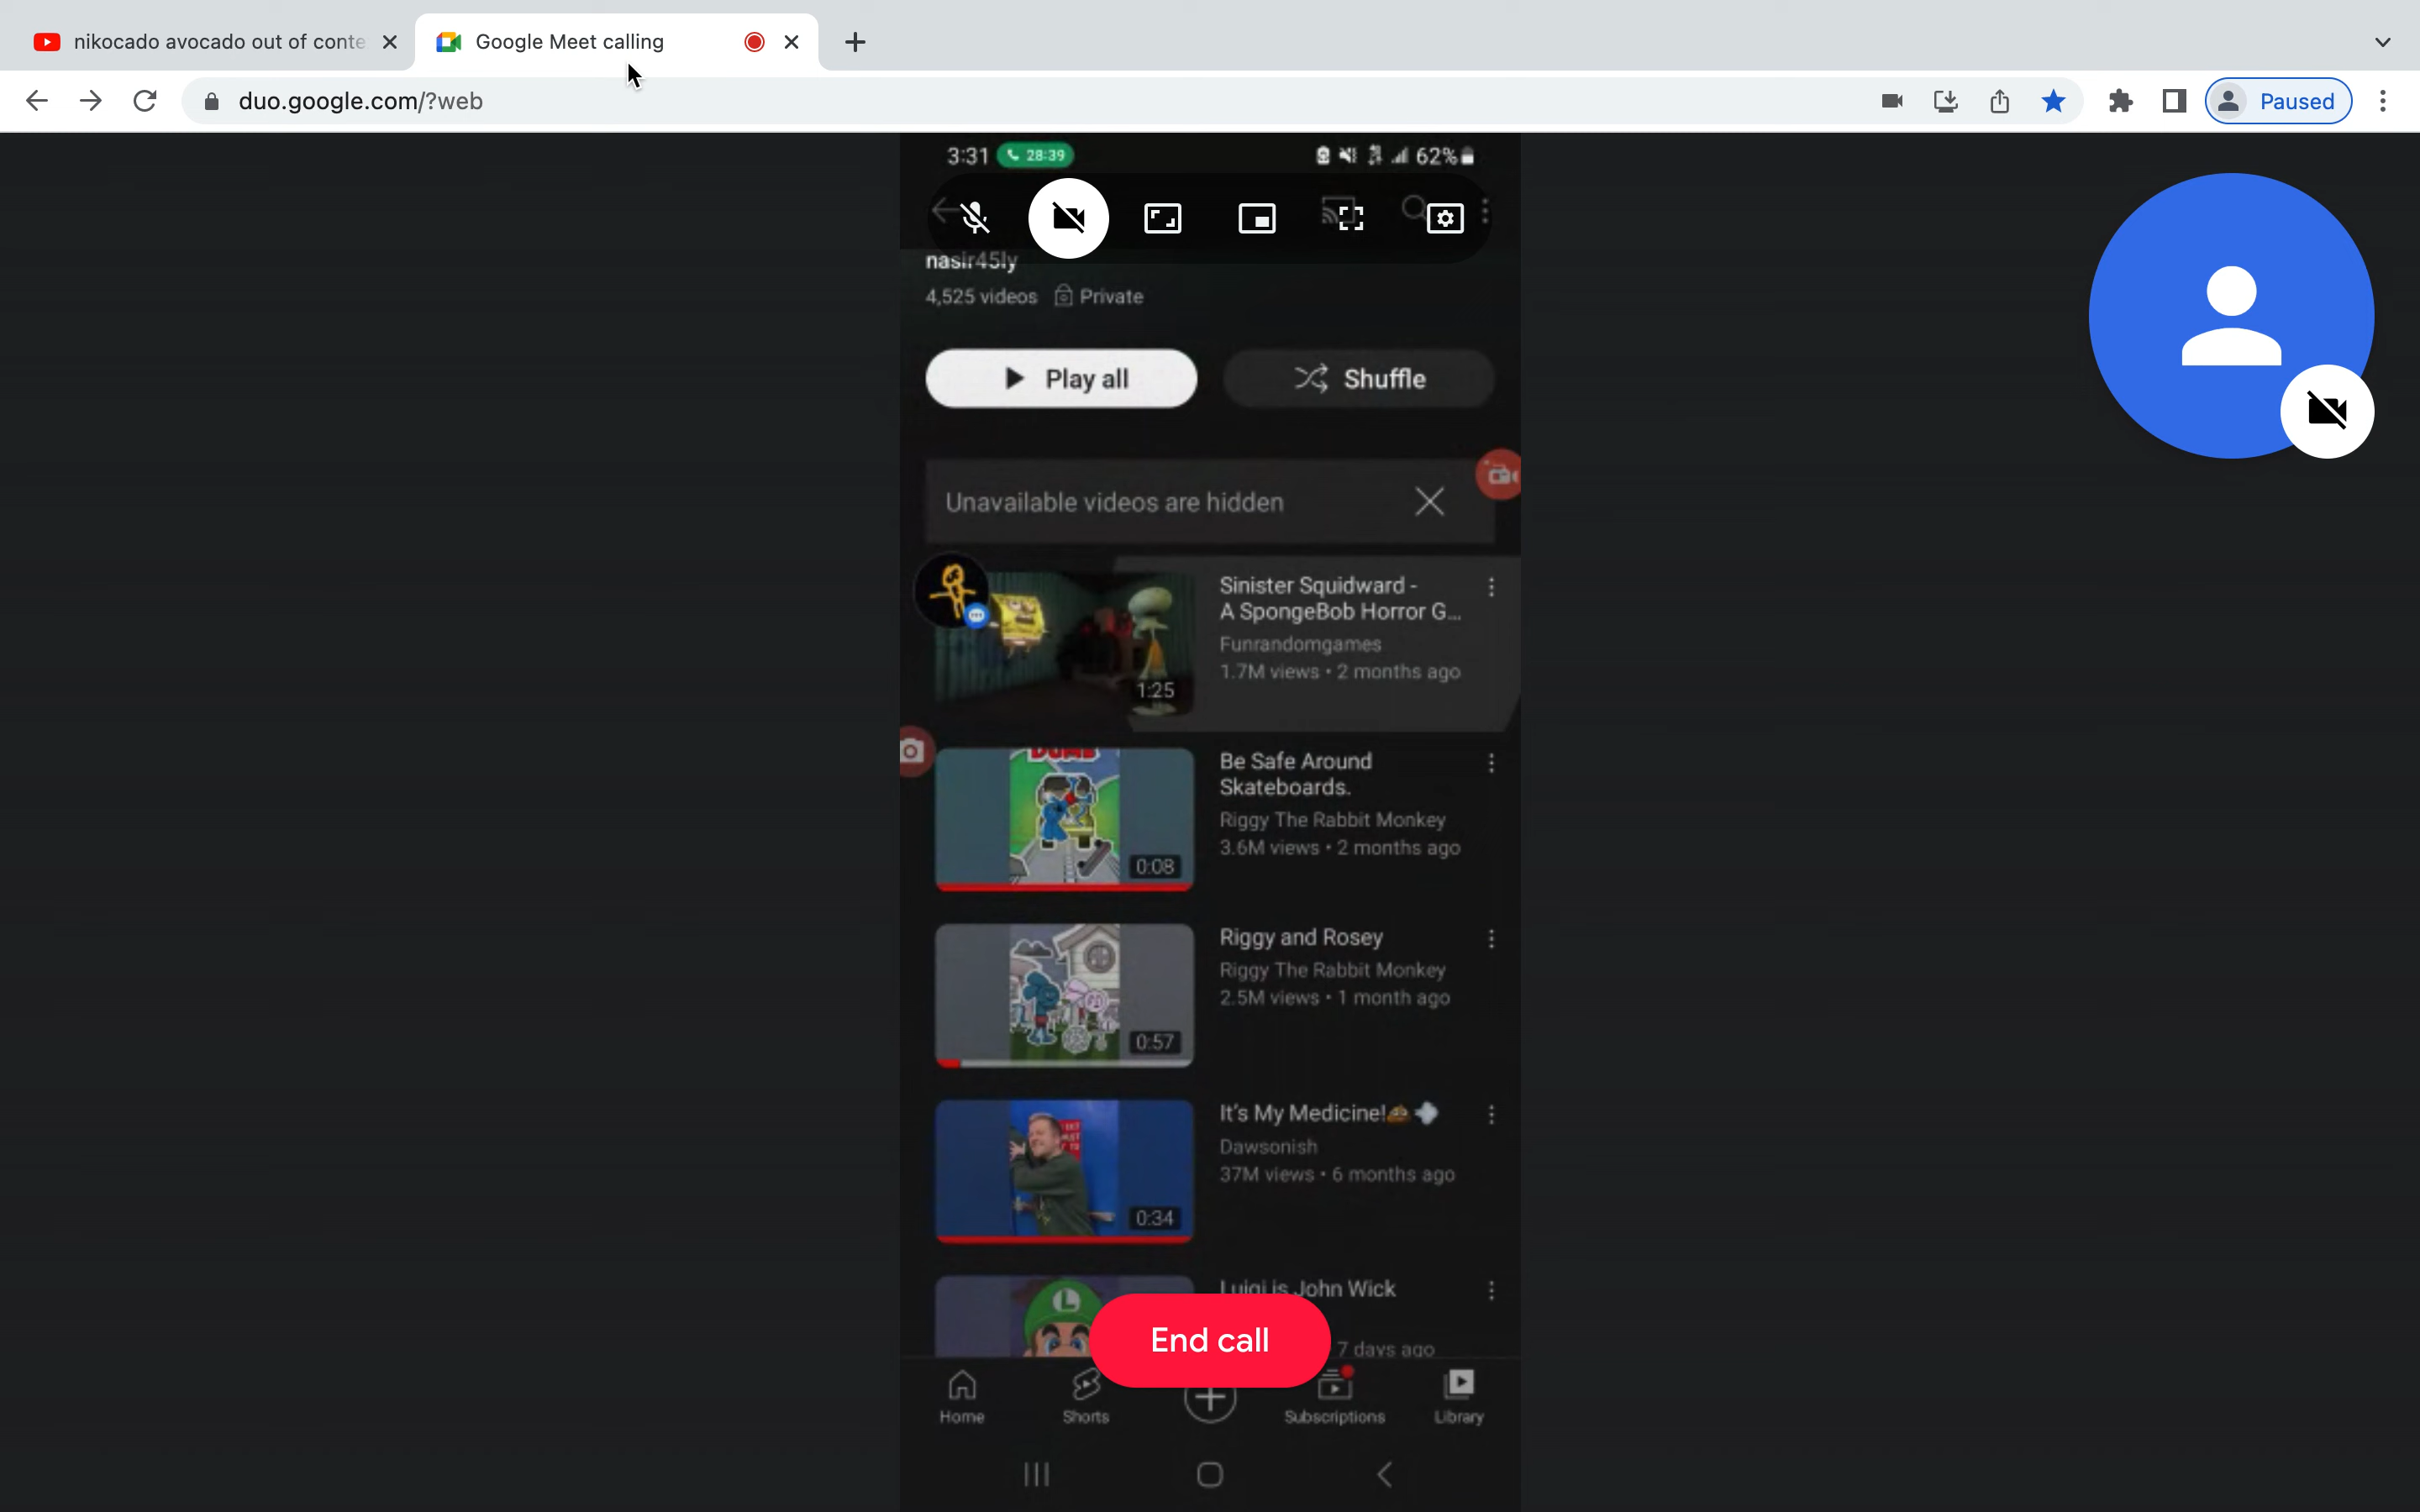 nikocado avocado out of conte
Google Meet calling
duo.google.com/?web
Paused
3:31
28:39
62%
nasir45ly
4,525 videos
Private
Play all
Shuffle
Unavailable videos are hidden
Sinister Squidward -
A SpongeBob Horror G...
Funrandomgames
1.7M views • 2 months ago
1:25
DUMB
Be Safe Around
Skateboards.
Riggy The Rabbit Monkey
3.6M views • 2 months ago
0:08
Riggy and Rosey
Riggy The Rabbit Monkey
2.5M views • 1 month ago
0:57
It's My Medicine!💩💨
Dawsonish
37M views • 6 months ago
0:34
Luigi is John Wick
L
7 days ago
End call
Home
Shorts
Subscriptions
Library